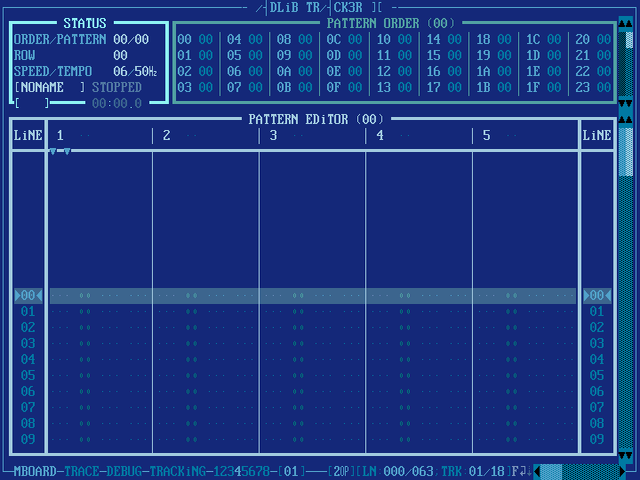 /┤DLiB TR/┤CK3R ][
STATUS
ORDER/PATTERN 00/00
ROW 00
SPEED/TEMPO 06/50Hz
[NONAME ] STOPPED
[ ] 00:00.0
PATTERN ORDER (00)
00 00 04 00 08 00 0C 00 10 00 14 00 18 00 1C 00 20 00
01 00 05 00 09 00 0D 00 11 00 15 00 19 00 1D 00 21 00
02 00 06 00 0A 00 0E 00 12 00 16 00 1A 00 1E 00 22 00
03 00 07 00 0B 00 0F 00 13 00 17 00 1B 00 1F 00 23 00
PATTERN EDiTOR (00)
LiNE 1 2 3 4 5 LiNE
00 00
01 01
02 02
03 03
04 04
05 05
06 06
07 07
08 08
09 09
MBOARD-TRACE-DEBUG-TRACKiNG-12345678-[01]——[20P][LN 000/063, TRK 01/18]